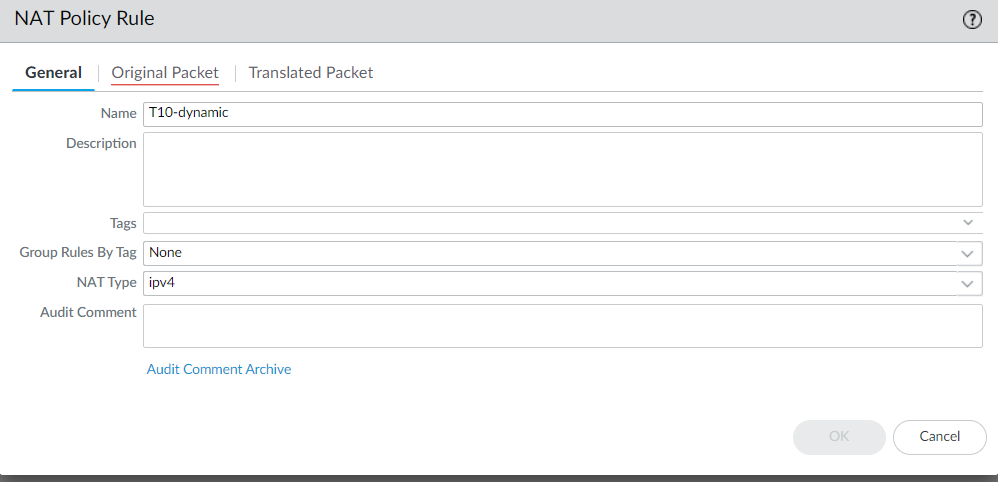 NAT Policy Rule
General
Original Packet
Translated Packet
Name
T10-dynamic
Description
Tags
Group Rules By Tag
None
NAT Type
ipv4
Audit Comment
Audit Comment Archive
OK
Cancel